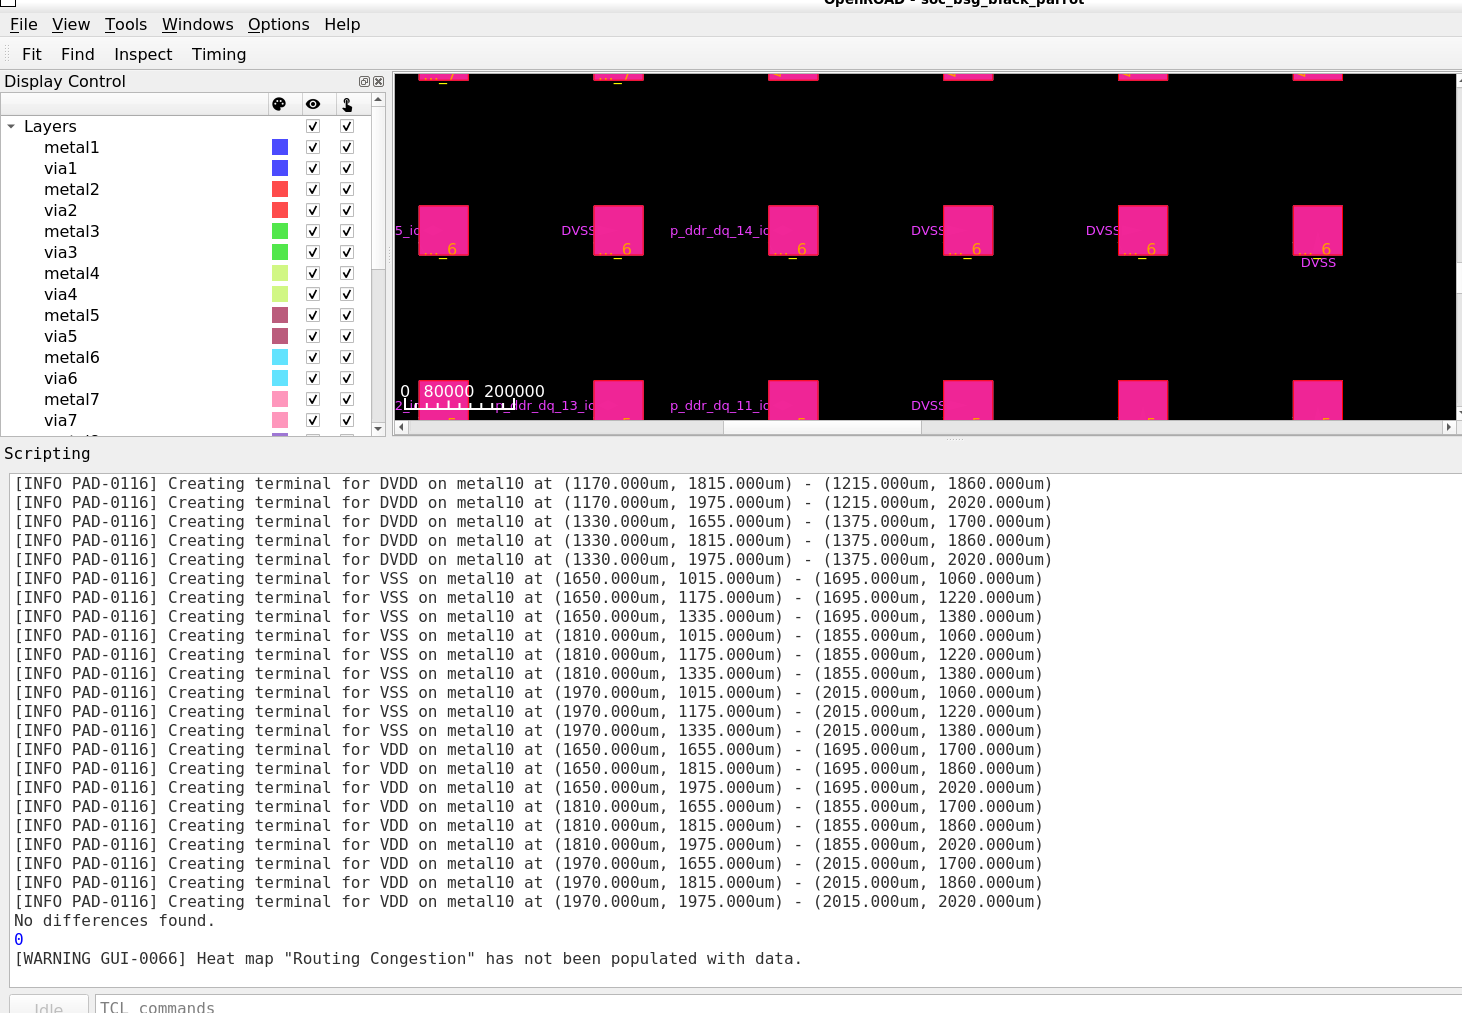 OpenROAD - soc_bsg_black_parrot
File View Tools Windows Options Help
Fit Find Inspect Timing
Display Control
Layers
metal1
via1
metal2
via2
metal3
via3
metal4
via4
metal5
via5
metal6
via6
metal7
via7
..._7 ..._7
5_io DVSS p_ddr_dq_14_io DVSS DVSS
..._6 ..._6 ..._6 ..._6 ..._6 ..._6
DVSS
0 80000 200000
2_i p_ddr_dq_13_io p_ddr_dq_11_io DVSS
Scripting
[INFO PAD-0116] Creating terminal for DVDD on metal10 at (1170.000um, 1815.000um) - (1215.000um, 1860.000um)
[INFO PAD-0116] Creating terminal for DVDD on metal10 at (1170.000um, 1975.000um) - (1215.000um, 2020.000um)
[INFO PAD-0116] Creating terminal for DVDD on metal10 at (1330.000um, 1655.000um) - (1375.000um, 1700.000um)
[INFO PAD-0116] Creating terminal for DVDD on metal10 at (1330.000um, 1815.000um) - (1375.000um, 1860.000um)
[INFO PAD-0116] Creating terminal for DVDD on metal10 at (1330.000um, 1975.000um) - (1375.000um, 2020.000um)
[INFO PAD-0116] Creating terminal for VSS on metal10 at (1650.000um, 1015.000um) - (1695.000um, 1060.000um)
[INFO PAD-0116] Creating terminal for VSS on metal10 at (1650.000um, 1175.000um) - (1695.000um, 1220.000um)
[INFO PAD-0116] Creating terminal for VSS on metal10 at (1650.000um, 1335.000um) - (1695.000um, 1380.000um)
[INFO PAD-0116] Creating terminal for VSS on metal10 at (1810.000um, 1015.000um) - (1855.000um, 1060.000um)
[INFO PAD-0116] Creating terminal for VSS on metal10 at (1810.000um, 1175.000um) - (1855.000um, 1220.000um)
[INFO PAD-0116] Creating terminal for VSS on metal10 at (1810.000um, 1335.000um) - (1855.000um, 1380.000um)
[INFO PAD-0116] Creating terminal for VSS on metal10 at (1970.000um, 1015.000um) - (2015.000um, 1060.000um)
[INFO PAD-0116] Creating terminal for VSS on metal10 at (1970.000um, 1175.000um) - (2015.000um, 1220.000um)
[INFO PAD-0116] Creating terminal for VSS on metal10 at (1970.000um, 1335.000um) - (2015.000um, 1380.000um)
[INFO PAD-0116] Creating terminal for VDD on metal10 at (1650.000um, 1655.000um) - (1695.000um, 1700.000um)
[INFO PAD-0116] Creating terminal for VDD on metal10 at (1650.000um, 1815.000um) - (1695.000um, 1860.000um)
[INFO PAD-0116] Creating terminal for VDD on metal10 at (1650.000um, 1975.000um) - (1695.000um, 2020.000um)
[INFO PAD-0116] Creating terminal for VDD on metal10 at (1810.000um, 1655.000um) - (1855.000um, 1700.000um)
[INFO PAD-0116] Creating terminal for VDD on metal10 at (1810.000um, 1815.000um) - (1855.000um, 1860.000um)
[INFO PAD-0116] Creating terminal for VDD on metal10 at (1810.000um, 1975.000um) - (1855.000um, 2020.000um)
[INFO PAD-0116] Creating terminal for VDD on metal10 at (1970.000um, 1655.000um) - (2015.000um, 1700.000um)
[INFO PAD-0116] Creating terminal for VDD on metal10 at (1970.000um, 1815.000um) - (2015.000um, 1860.000um)
[INFO PAD-0116] Creating terminal for VDD on metal10 at (1970.000um, 1975.000um) - (2015.000um, 2020.000um)
No differences found.
0
[WARNING GUI-0066] Heat map "Routing Congestion" has not been populated with data.
Idle TCL commands